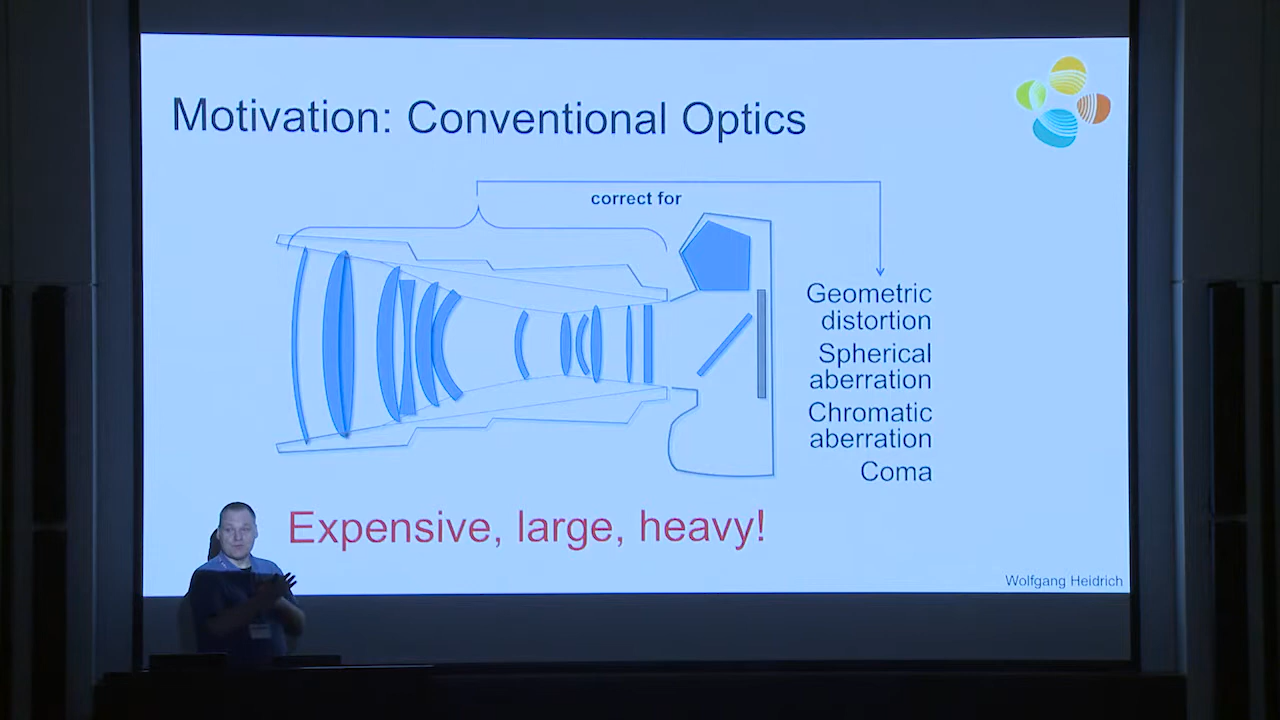 Motivation: Conventional Optics
correct for
Geometric
distortion
Spherical
aberration
Chromatic
aberration
Coma
Expensive, large, heavy!
Wolfgang Heidrich